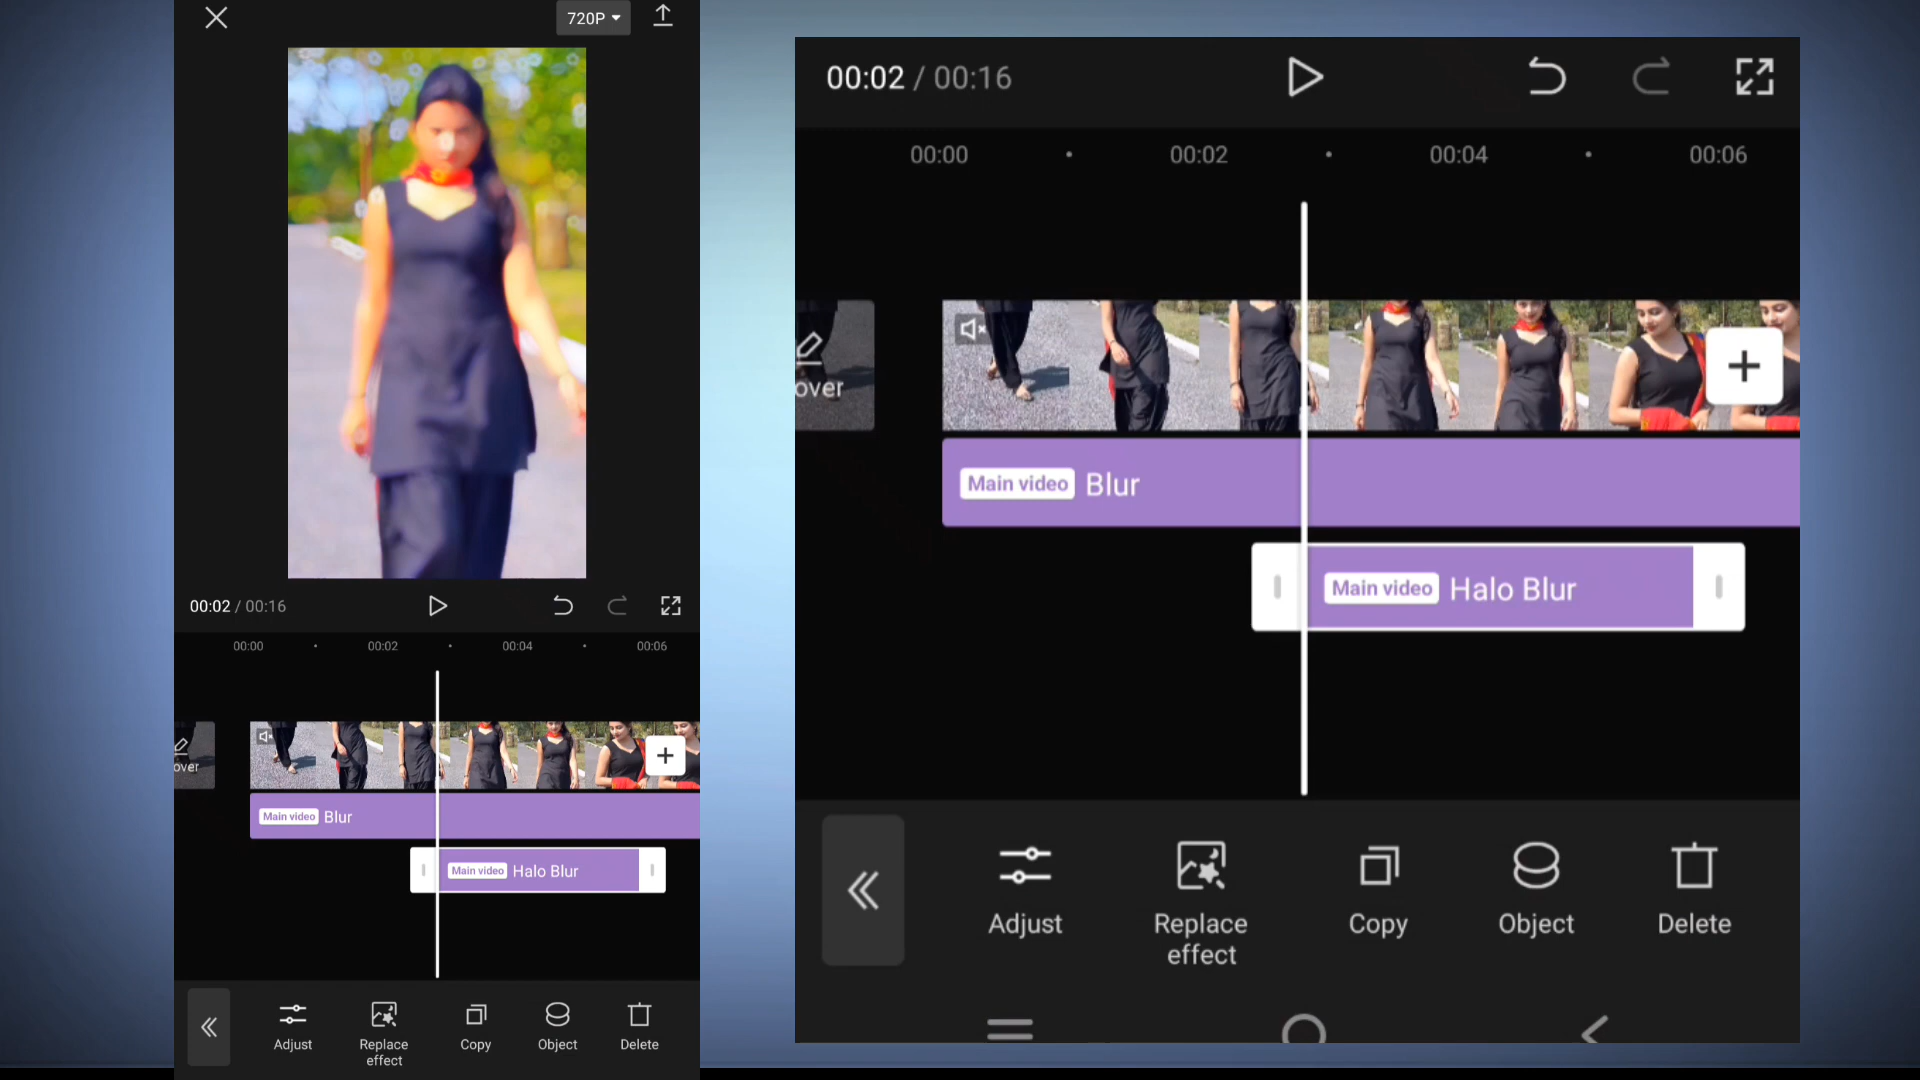 720P
00:02 / 00:16
00:00
00:02
00:04
00:06
over
Main video Blur
Main video Halo Blur
Adjust
Replace
effect
Copy
Object
Delete
00:02 / 00:16
00:00
00:02
00:04
00:06
over
Main video Blur
Main video Halo Blur
Adjust
Replace
effect
Copy
Object
Delete